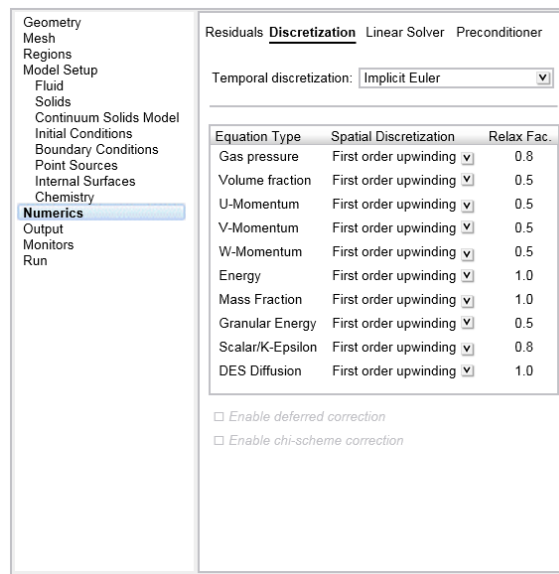 Geometry
Mesh
Regions
Model Setup
Fluid
Solids
Continuum Solids Model
Initial Conditions
Boundary Conditions
Point Sources
Internal Surfaces
Chemistry
Numerics
Output
Monitors
Run
Residuals Discretization Linear Solver Preconditioner
Temporal discretization: Implicit Euler
Equation Type Spatial Discretization Relax Fac.
Gas pressure First order upwinding 0.8
Volume fraction First order upwinding 0.5
U-Momentum First order upwinding 0.5
V-Momentum First order upwinding 0.5
W-Momentum First order upwinding 0.5
Energy First order upwinding 1.0
Mass Fraction First order upwinding 1.0
Granular Energy First order upwinding 0.5
Scalar/K-Epsilon First order upwinding 0.8
DES Diffusion First order upwinding 1.0
Enable deferred correction
Enable chi-scheme correction